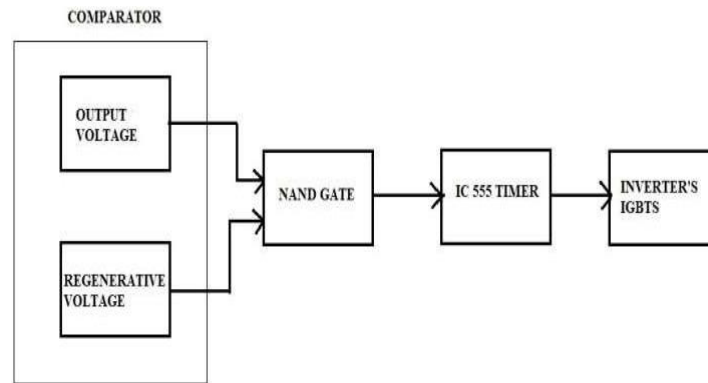 COMPARATOR
OUTPUT
VOLTAGE
REGENERATIVE
VOLTAGE
NAND GATE
IC 555 TIMER
INVERTER'S
IGBTS